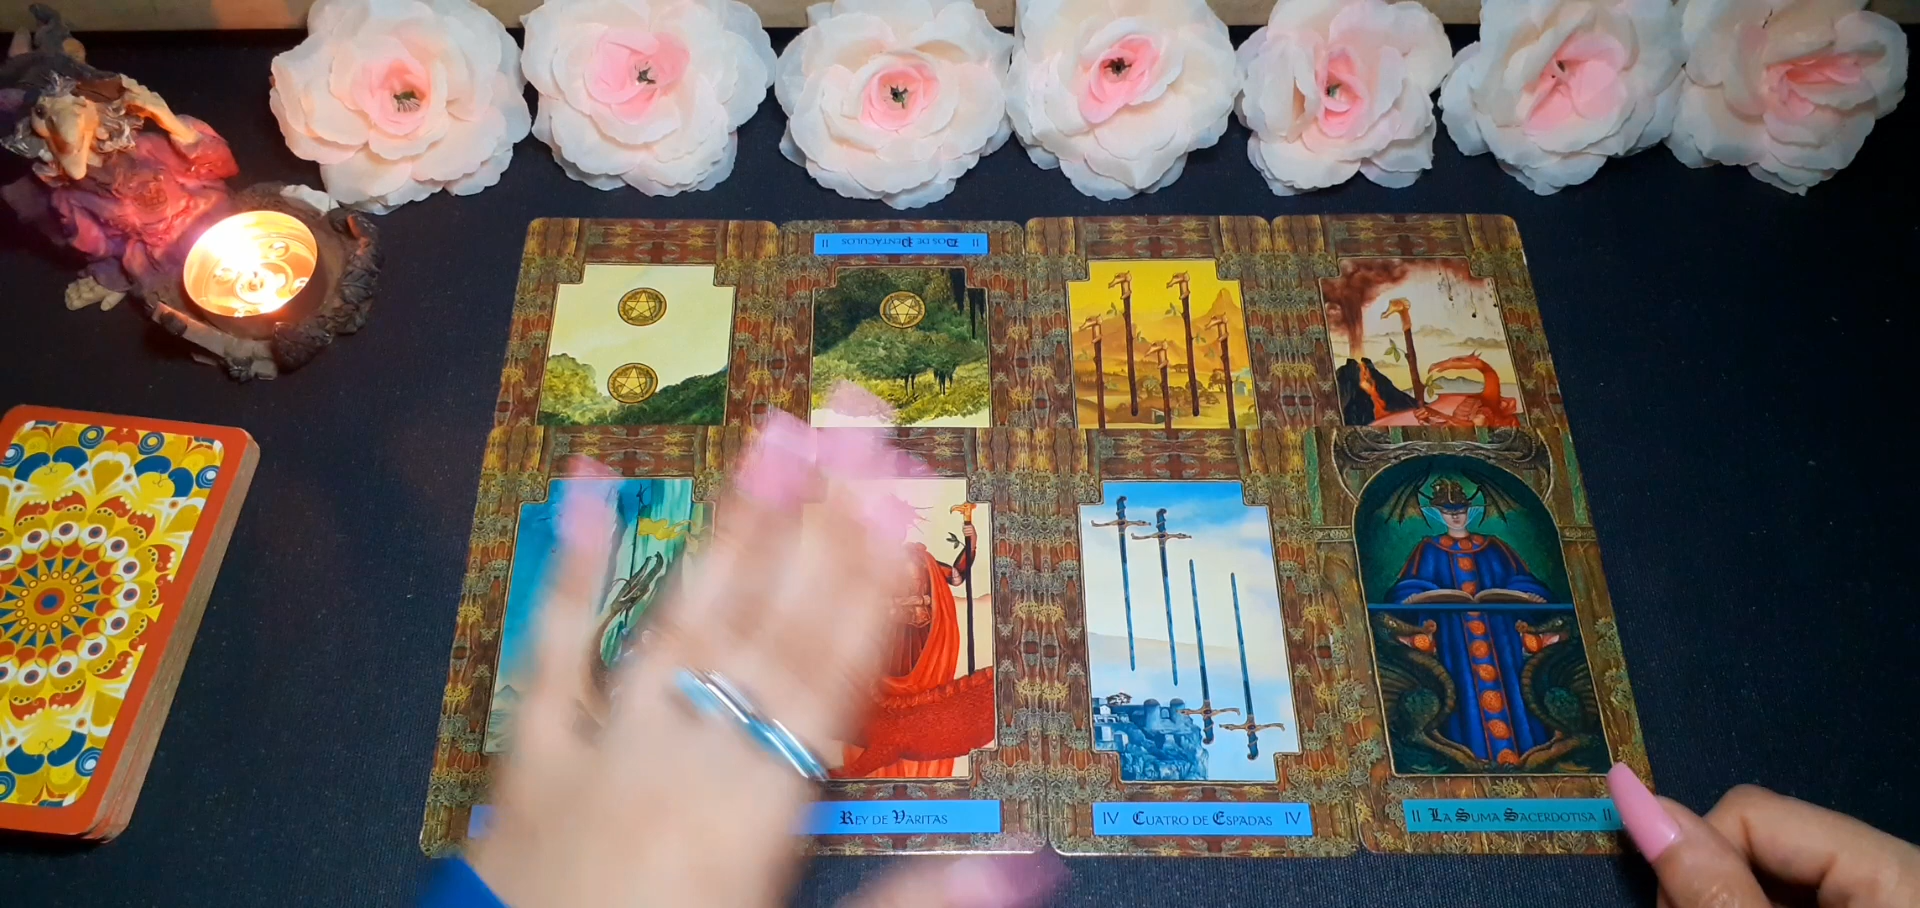 II DOS DE PENTÁCULOS II
REY DE VARITAS
IV CUATRO DE ESPADAS IV
II LA SUMA SACERDOTISA II